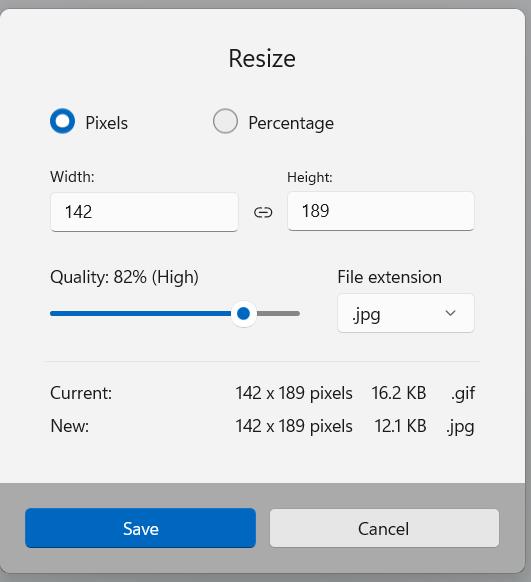 Resize
Pixels Percentage
Width: Height:
142 189
Quality: 82% (High) File extension
.jpg
Current: 142 x 189 pixels 16.2 KB .gif
New: 142 x 189 pixels 12.1 KB .jpg
Save Cancel